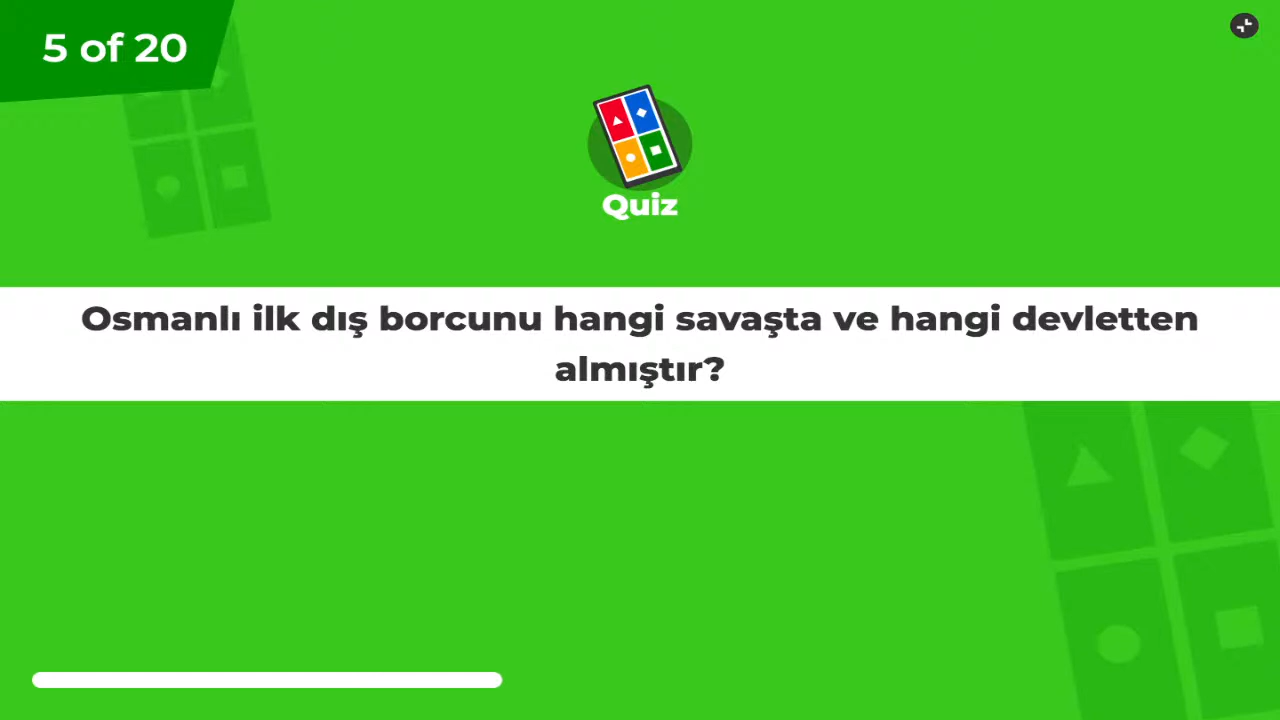 5 of 20
Quiz
Osmanlı ilk dış borcunu hangi savaşta ve hangi devletten
almıştır?